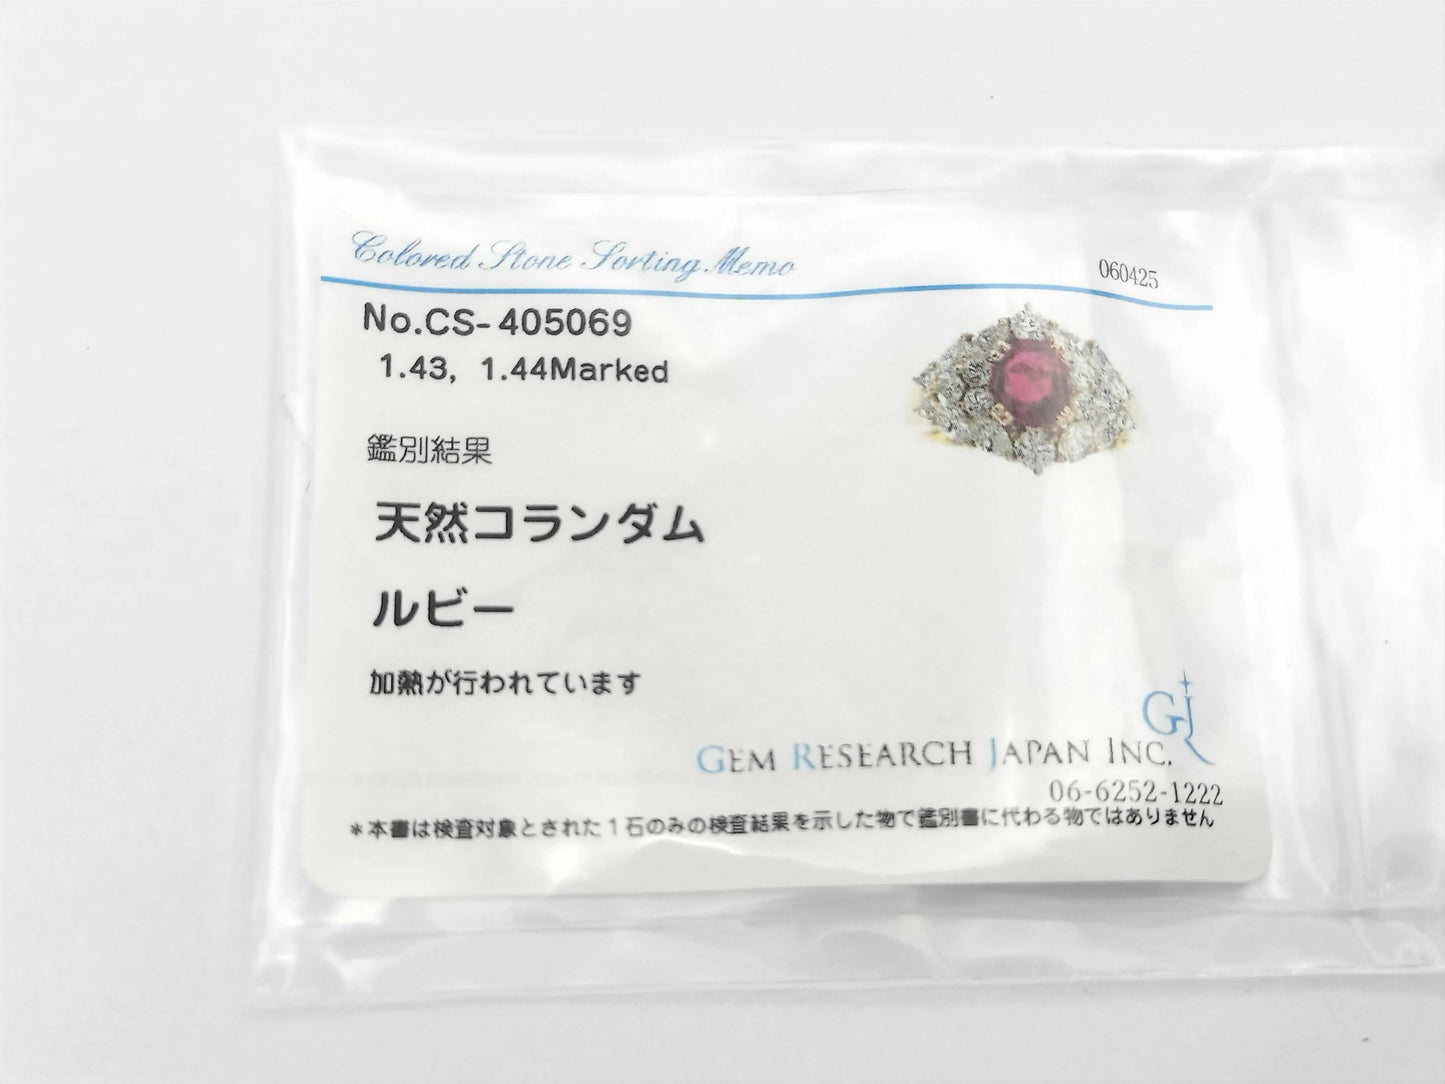 Colored Stone Sorting Memo
060425
No.CS-405069
1.43, 1.44Marked
鑑別結果
天然コランダム
ルビー
加熱が行われています
GEM RESEARCH JAPAN INC.
06-6252-1222
*本書は検査対象とされた1石のみの検査結果を示した物で鑑別書に代わる物ではありません